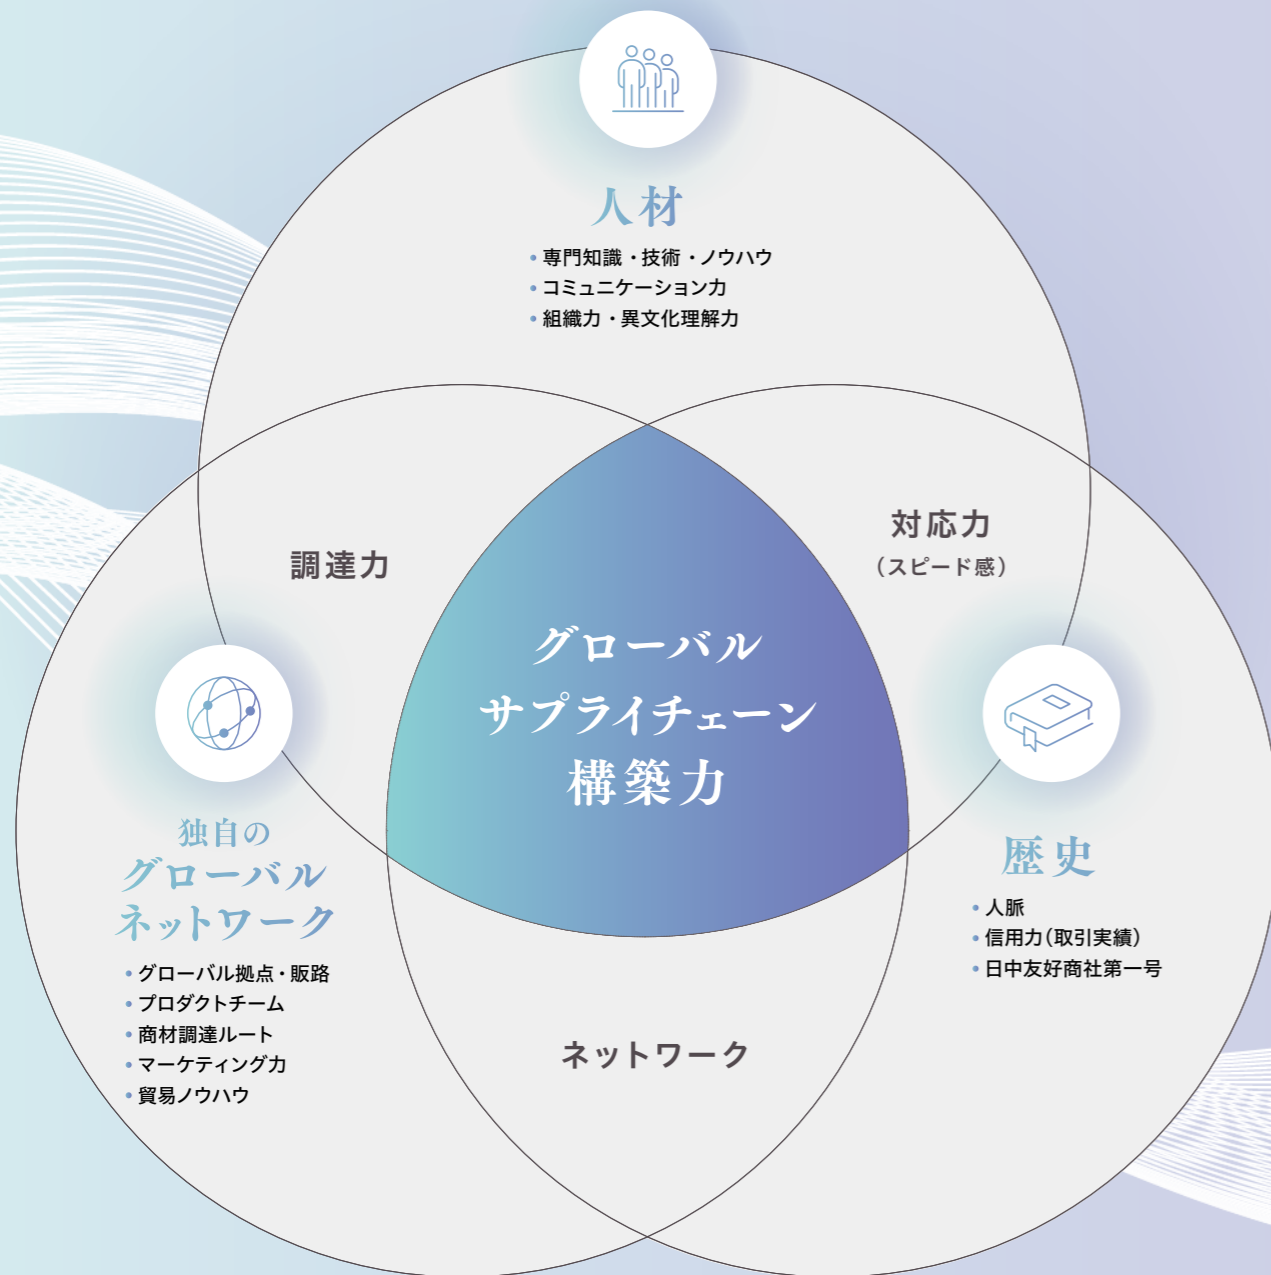 人材
• 専門知識・技術・ノウハウ
• コミュニケーション力
• 組織力・異文化理解力
調達力
対応力
（スピード感）
グローバル
サプライチェーン
構築力
独自の
グローバル
ネットワーク
• グローバル拠点・販路
• プロダクトチーム
• 商材調達ルート
• マーケティング力
• 貿易ノウハウ
歴史
• 人脈
• 信用力（取引実績）
• 日中友好商社第一号
ネットワーク